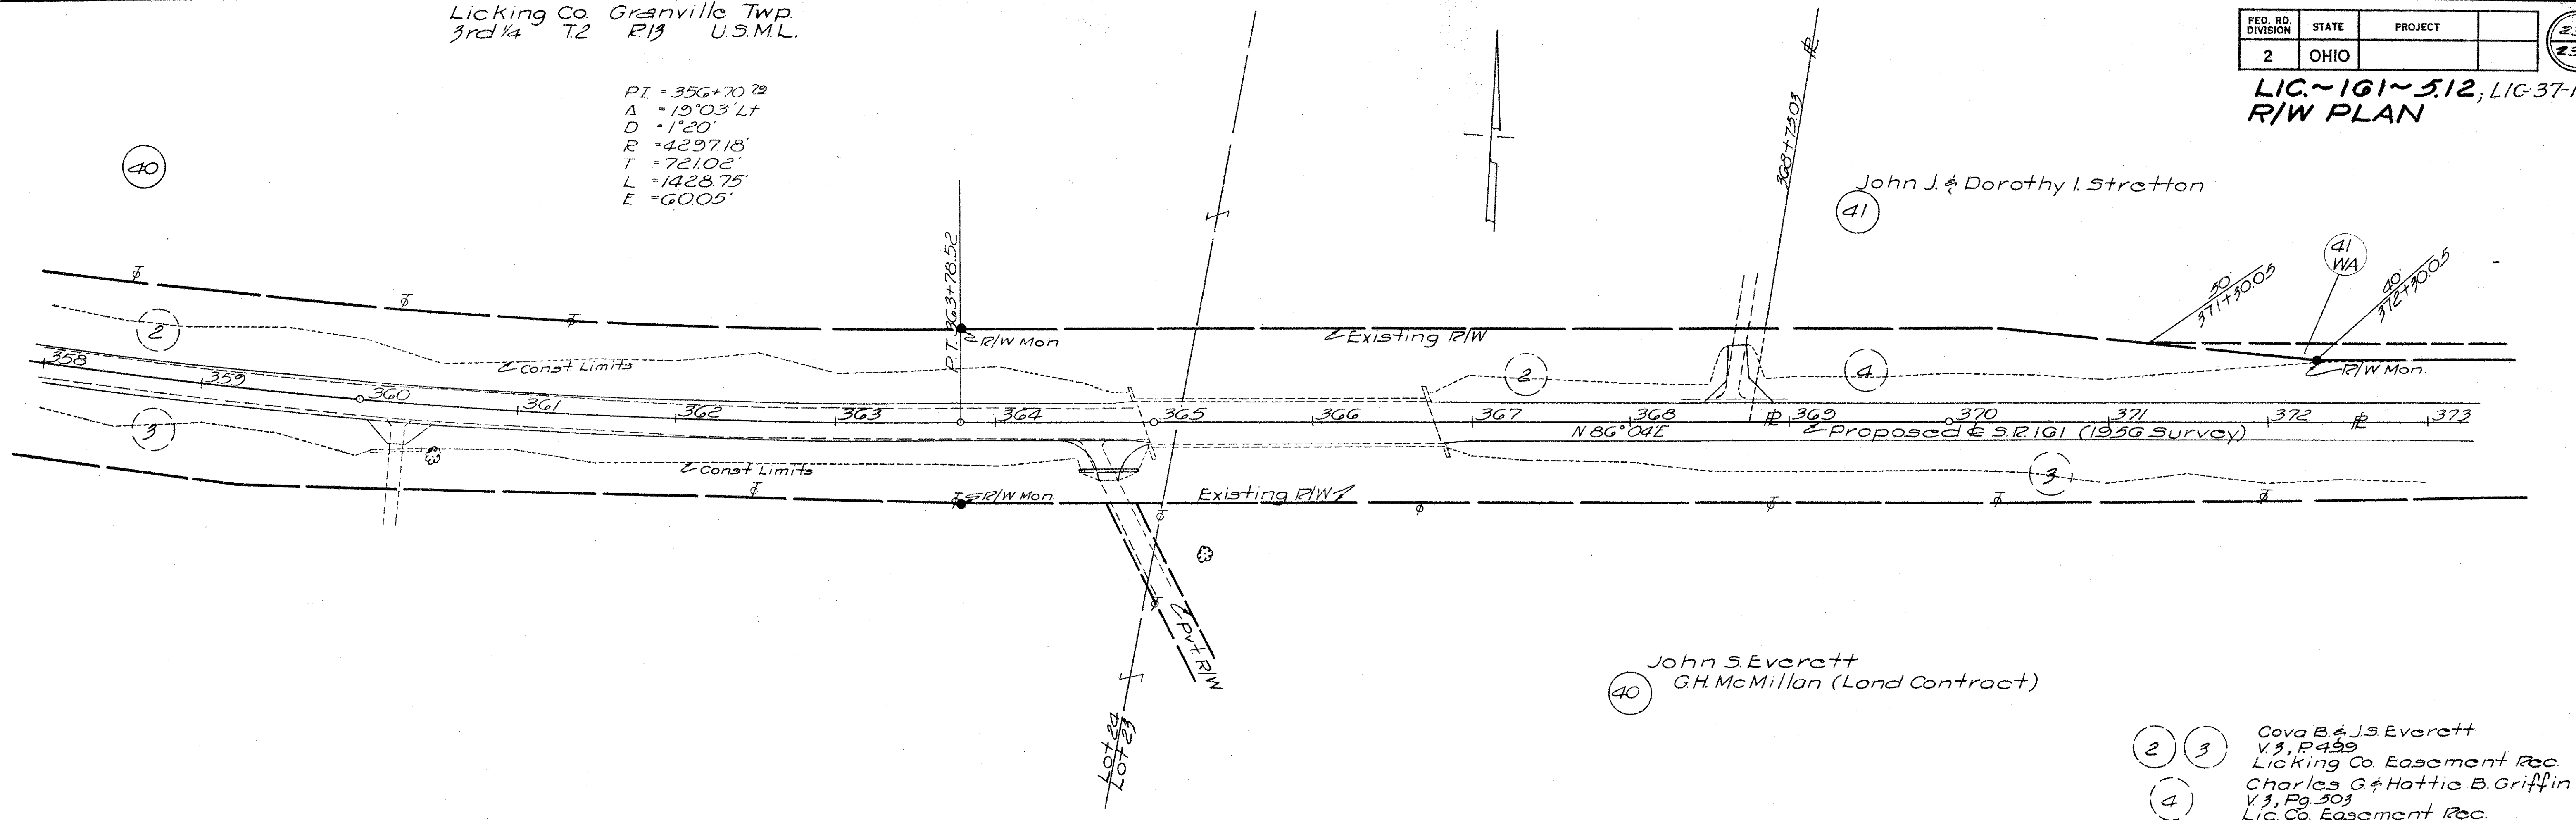 Licking Co. Granville Twp.
3rd ¼ T.2 R.13 U.S.M.L.
FED. RD. DIVISION STATE PROJECT
2 OHIO
LIC.~161~5.12; LIC-37-1
R/W PLAN
P.I. = 356+70.79
Δ = 19°03' Lt
D = 1°20'
R = 4297.18'
T = 721.02'
L = 1428.75'
E = 60.05'
40
P.T. 363+78.52
368+75.03
John J. & Dorothy I. Stretton
41
41
WA
50'
371+30.05
40'
372+30.05
2
R/W Mon
Existing R/W
Const Limits
2
4
R/W Mon.
358 359 360 361 362 363 364 365 366 367 368 369 370 371 372 373
N 86°04'E
Proposed ℄ S.R. 161 (1956 Survey)
3
Const Limits
3
R/W Mon.
Existing R/W
Pvt. R/W
Lot 24
Lot 23
John S. Everett
40 G.H. McMillan (Land Contract)
2 3 Cova B. & J.S. Everett
V. 3, P. 499
Licking Co. Easement Rec.
4 Charles G. & Hattie B. Griffin
V. 3, Pg. 503
Lic. Co. Easement Rec.